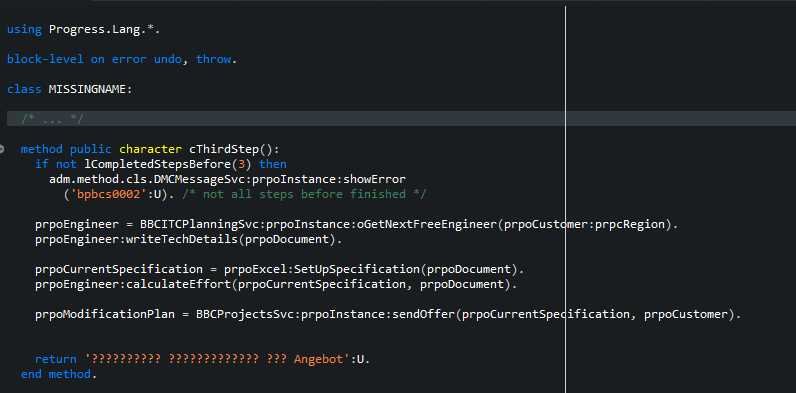 using Progress.Lang.*.
block-level on error undo, throw.
class MISSINGNAME:
/* ... */
method public character cThirdStep():
if not lCompletedStepsBefore(3) then
adm.method.cls.DMCMessageSvc:prpoInstance:showError
('bpbcs0002':U). /* not all steps before finished */
prpoEngineer = BBCITCPlanningSvc:prpoInstance:oGetNextFreeEngineer(prpoCustomer:prpcRegion).
prpoEngineer:writeTechDetails(prpoDocument).
prpoCurrentSpecification = prpoExcel:SetUpSpecification(prpoDocument).
prpoEngineer:calculateEffort(prpoCurrentSpecification, prpoDocument).
prpoModificationPlan = BBCProjectsSvc:prpoInstance:sendOffer(prpoCurrentSpecification, prpoCustomer).
return '?????????? ????????????? ??? Angebot':U.
end method.